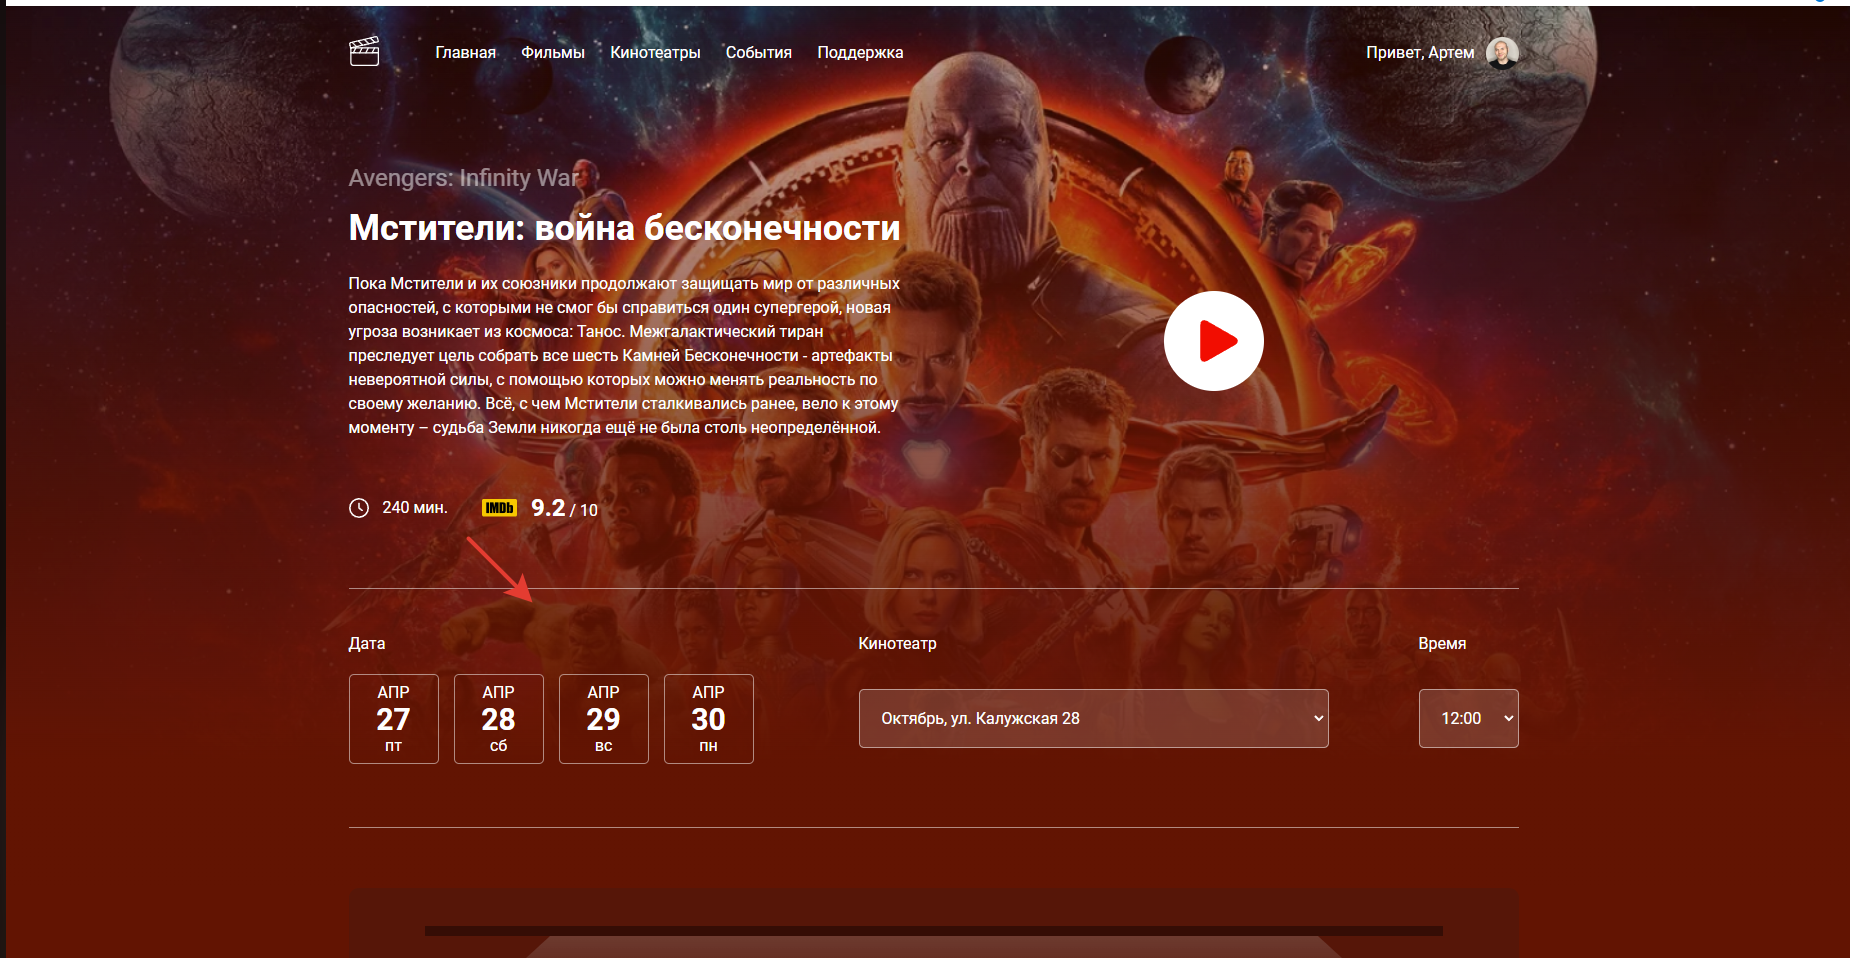 Главная Фильмы Кинотеатры События Поддержка Привет, Артем
Avengers: Infinity War
Мстители: война бесконечности
Пока Мстители и их союзники продолжают защищать мир от различных
опасностей, с которыми не смог бы справиться один супергерой, новая
угроза возникает из космоса: Танос. Межгалактический тиран
преследует цель собрать все шесть Камней Бесконечности - артефакты
невероятной силы, с помощью которых можно менять реальность по
своему желанию. Всё, с чем Мстители сталкивались ранее, вело к этому
моменту – судьба Земли никогда ещё не была столь неопределённой.
240 мин. IMDb 9.2 / 10
Дата
АПР
27
пт
АПР
28
сб
АПР
29
вс
АПР
30
пн
Кинотеатр
Октябрь, ул. Калужская 28
Время
12:00